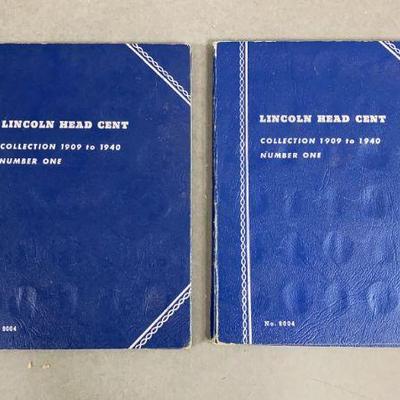 LINCOLN HEAD CENT
COLLECTION 1909 to 1940
NUMBER ONE
9004
LINCOLN HEAD CENT
COLLECTION 1909 to 1940
NUMBER ONE
No. 9004